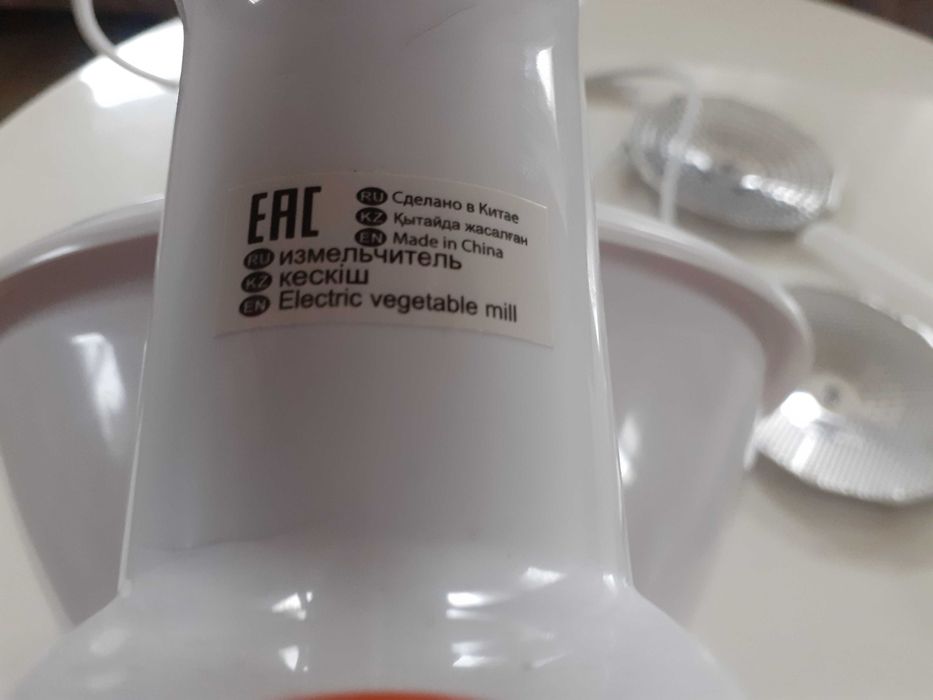 EAC
RU Сделано в Китае
KZ Қытайда жасалған
EN Made in China
RU измельчитель
KZ кескіш
EN Electric vegetable mill